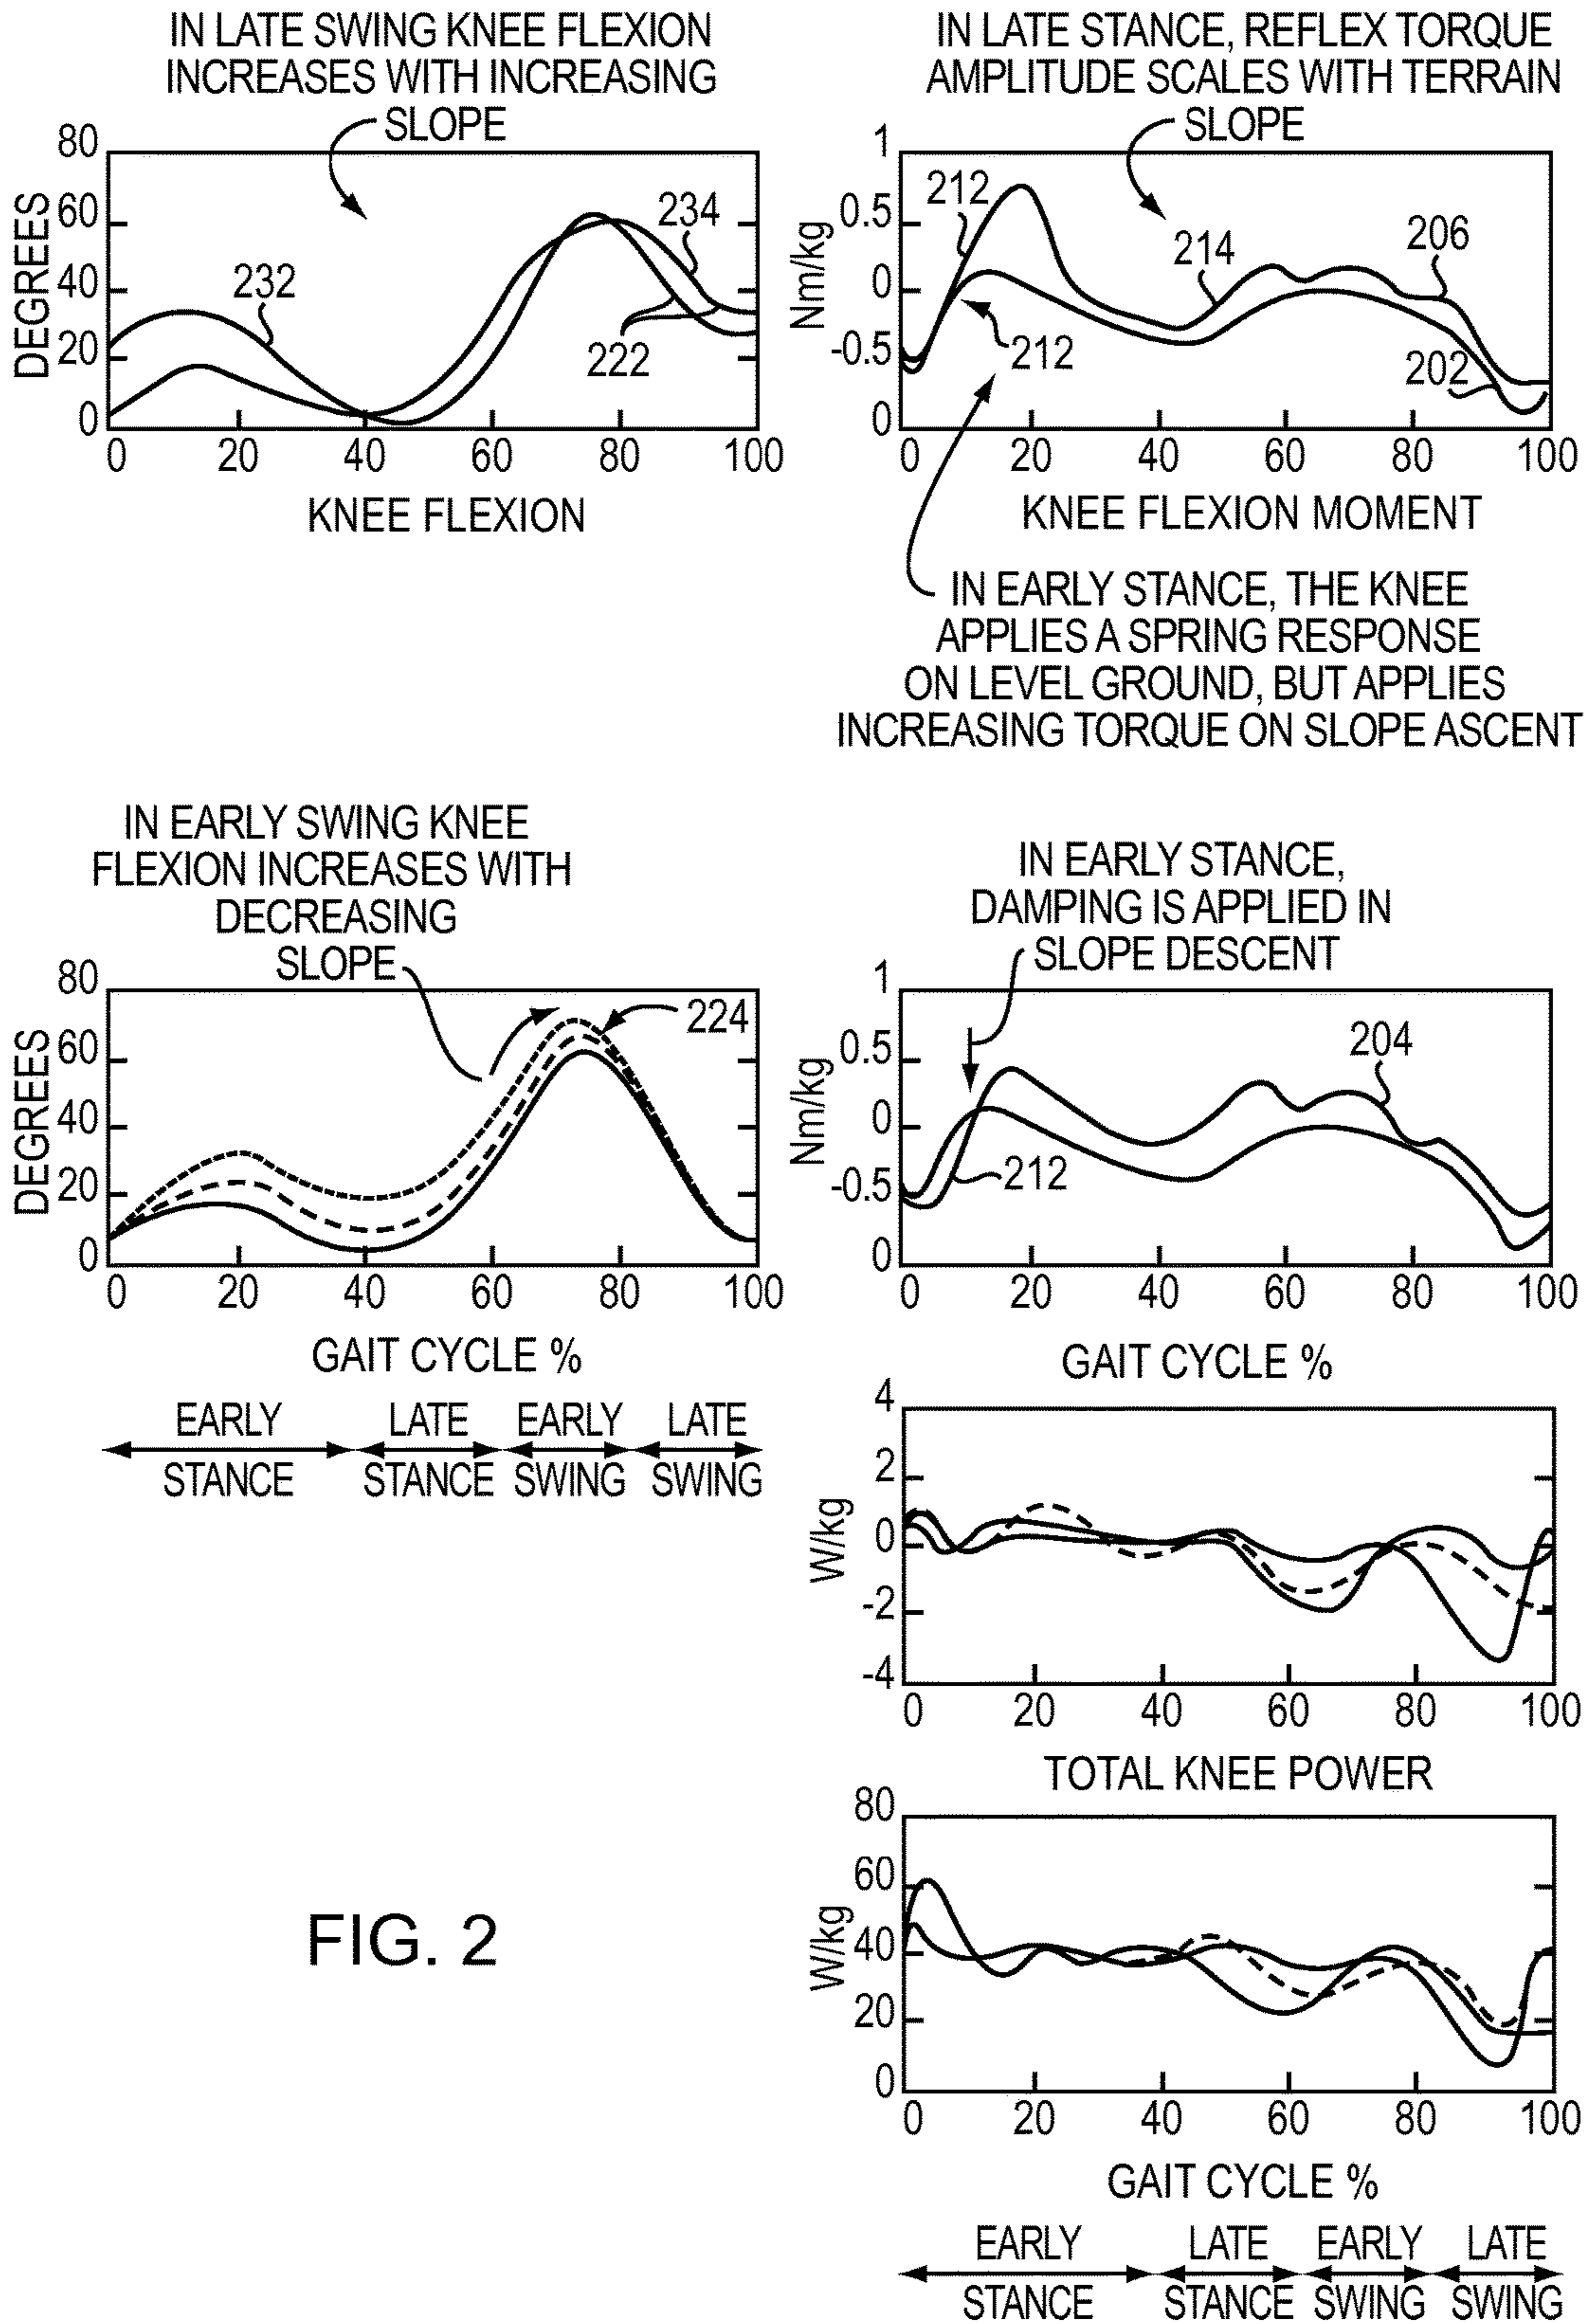 IN LATE SWING KNEE FLEXION
INCREASES WITH INCREASING
SLOPE
80
60
40
20
0
DEGREES
232
234
222
0 20 40 60 80 100
KNEE FLEXION
IN LATE STANCE, REFLEX TORQUE
AMPLITUDE SCALES WITH TERRAIN
SLOPE
1
0.5
0
-0.5
0
Nm/kg
212
214
206
212
202
0 20 40 60 80 100
KNEE FLEXION MOMENT
IN EARLY STANCE, THE KNEE
APPLIES A SPRING RESPONSE
ON LEVEL GROUND, BUT APPLIES
INCREASING TORQUE ON SLOPE ASCENT
IN EARLY SWING KNEE
FLEXION INCREASES WITH
DECREASING
SLOPE
80
60
40
20
0
DEGREES
224
0 20 40 60 80 100
GAIT CYCLE %
EARLY LATE EARLY LATE
STANCE STANCE SWING SWING
IN EARLY STANCE,
DAMPING IS APPLIED IN
SLOPE DESCENT
1
0.5
0
-0.5
0
Nm/kg
204
212
0 20 40 60 80 100
GAIT CYCLE %
4
2
0
-2
-4
W/kg
0 20 40 60 80 100
TOTAL KNEE POWER
80
60
40
20
0
W/kg
0 20 40 60 80 100
GAIT CYCLE %
EARLY LATE EARLY LATE
STANCE STANCE SWING SWING
FIG. 2